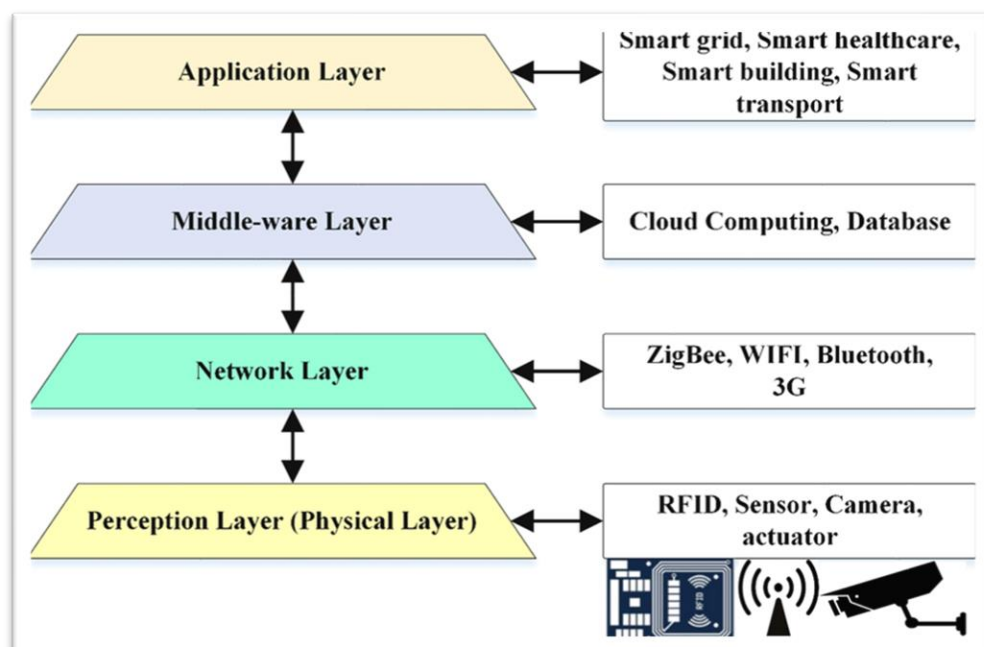 Application Layer
Smart grid, Smart healthcare,
Smart building, Smart
transport
Middle-ware Layer
Cloud Computing, Database
Network Layer
ZigBee, WIFI, Bluetooth,
3G
Perception Layer (Physical Layer)
RFID, Sensor, Camera,
actuator
RFID